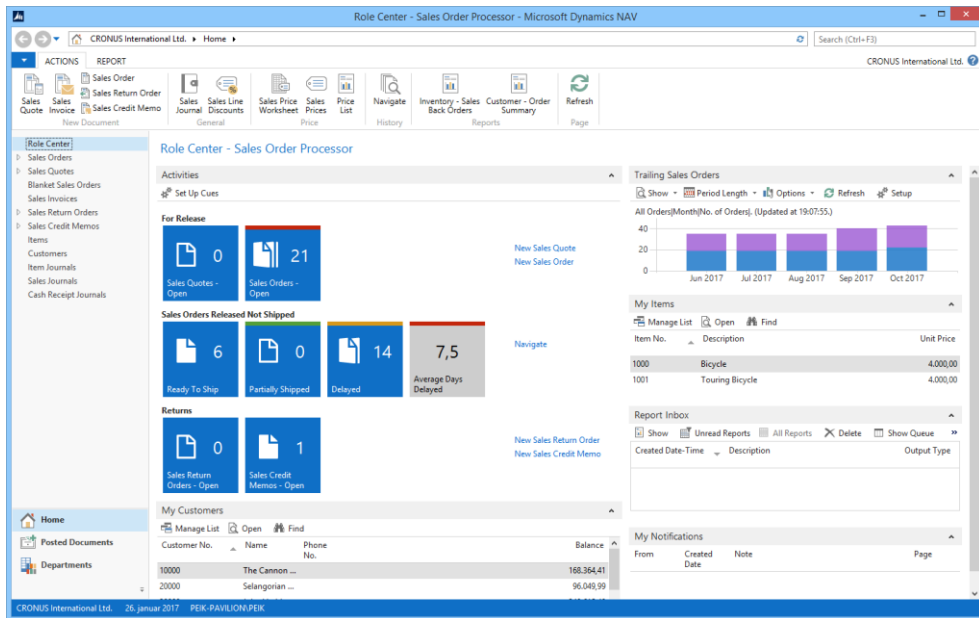 Role Center - Sales Order Processor - Microsoft Dynamics NAV
CRONUS International Ltd. Home
Search (Ctrl+F3)
ACTIONS REPORT
CRONUS International Ltd.
Sales Quote
Sales Invoice
Sales Order
Sales Return Order
Sales Credit Memo
New Document
Sales Journal
Sales Line Discounts
General
Sales Price Worksheet
Sales Prices
Price List
Price
Navigate
History
Inventory - Sales Back Orders
Customer - Order Summary
Reports
Refresh
Page
Role Center
Sales Orders
Sales Quotes
Blanket Sales Orders
Sales Invoices
Sales Return Orders
Sales Credit Memos
Items
Customers
Item Journals
Sales Journals
Cash Receipt Journals
Home
Posted Documents
Departments
Role Center - Sales Order Processor
Activities
Set Up Cues
For Release
0
Sales Quotes - Open
21
Sales Orders - Open
New Sales Quote
New Sales Order
Sales Orders Released Not Shipped
6
Ready To Ship
0
Partially Shipped
14
Delayed
7,5
Average Days Delayed
Navigate
Returns
0
Sales Return Orders - Open
1
Sales Credit Memos - Open
New Sales Return Order
New Sales Credit Memo
My Customers
Manage List Open Find
Customer No. Name Phone No. Balance
10000 The Cannon ... 168.364,41
20000 Selangorian ... 96.049,99
Trailing Sales Orders
Show Period Length Options Refresh Setup
All Orders|Month|No. of Orders|. (Updated at 19:07:55.)
40
20
0
Jun 2017 Jul 2017 Aug 2017 Sep 2017 Oct 2017
My Items
Manage List Open Find
Item No. Description Unit Price
1000 Bicycle 4.000,00
1001 Touring Bicycle 4.000,00
Report Inbox
Show Unread Reports All Reports Delete Show Queue »
Created Date-Time Description Output Type
My Notifications
From Created Date Note Page
CRONUS International Ltd. 26. januar 2017 PEIK-PAVILION\PEIK